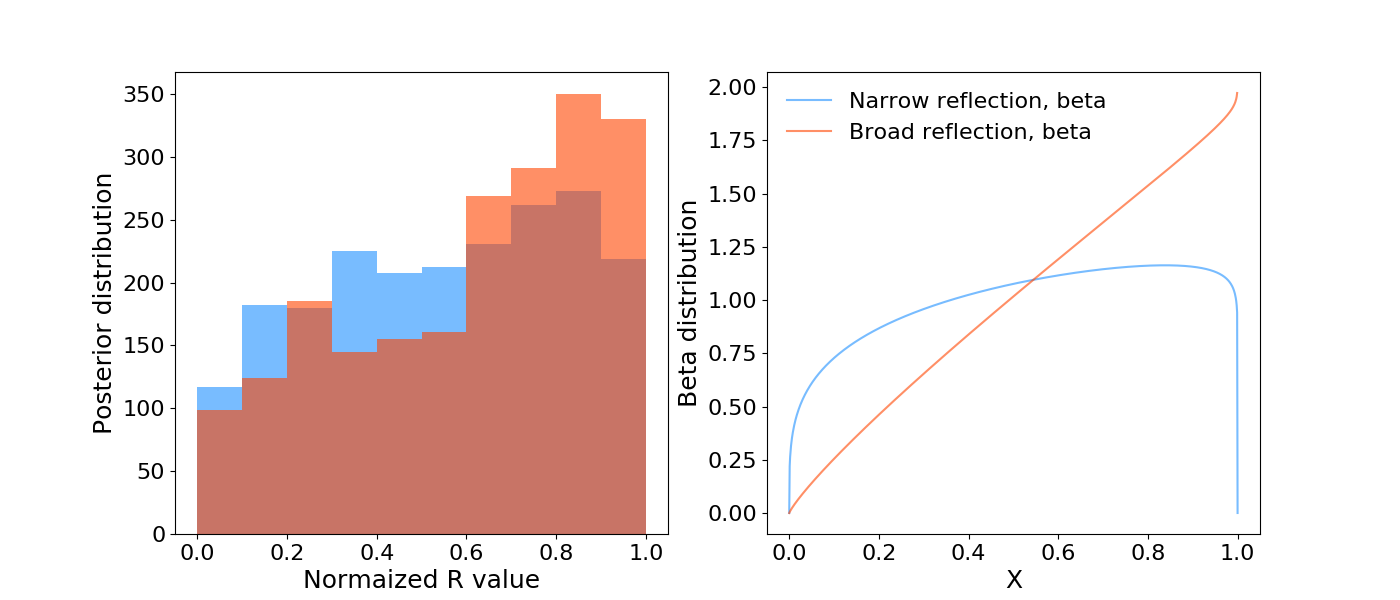 Posterior distribution
350
300
250
200
150
100
50
0
0.0 0.2 0.4 0.6 0.8 1.0
Normaized R value
Beta distribution
2.00
1.75
1.50
1.25
1.00
0.75
0.50
0.25
0.00
Narrow reflection, beta
Broad reflection, beta
0.0 0.2 0.4 0.6 0.8 1.0
X